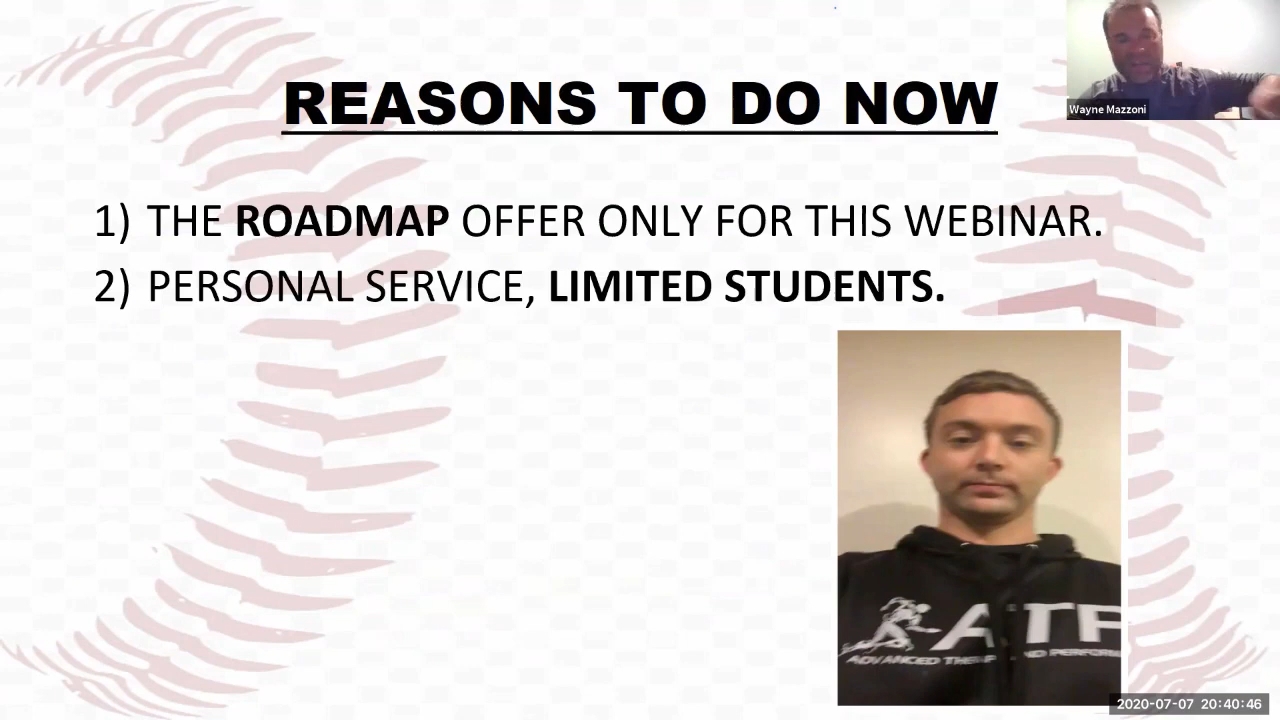 REASONS TO DO NOW
Wayne Mazzoni
1) THE ROADMAP OFFER ONLY FOR THIS WEBINAR.
2) PERSONAL SERVICE, LIMITED STUDENTS.
ADVANCED
2020-07-07 20:40:46